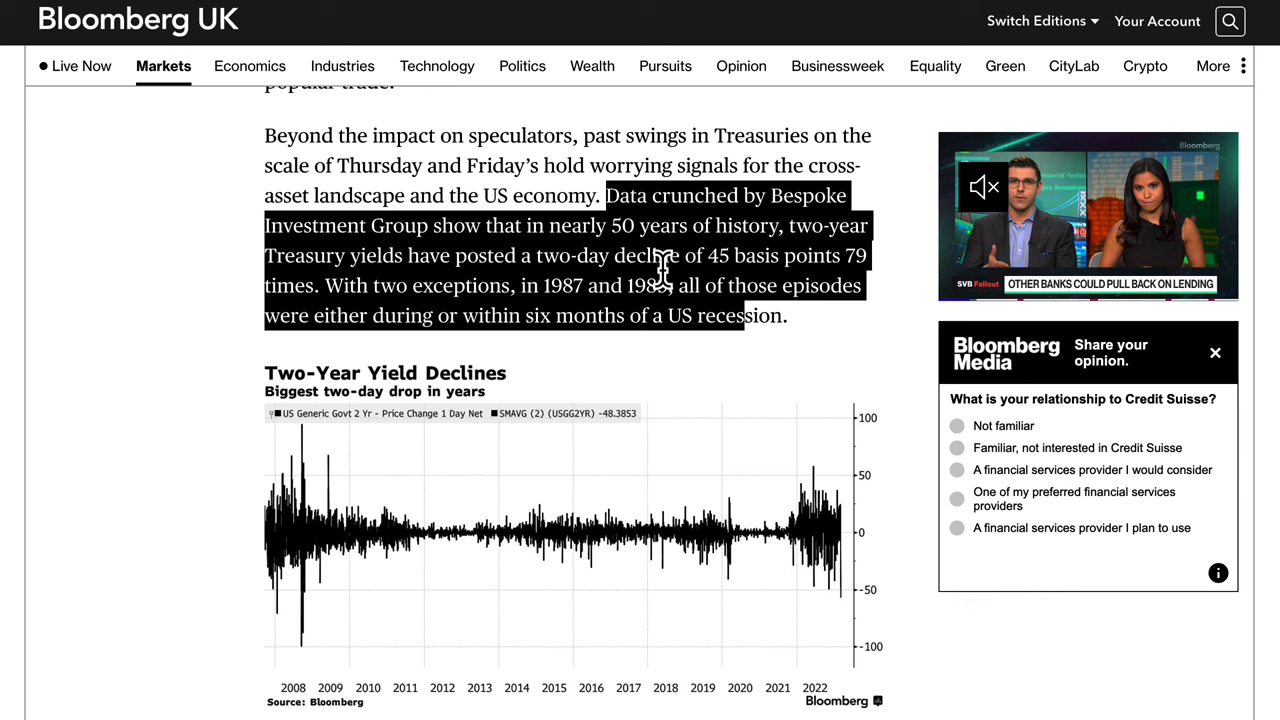 Bloomberg UK
Switch Editions
Your Account
Live Now
Markets
Economics
Industries
Technology
Politics
Wealth
Pursuits
Opinion
Businessweek
Equality
Green
CityLab
Crypto
More
popular trade.
Beyond the impact on speculators, past swings in Treasuries on the
scale of Thursday and Friday’s hold worrying signals for the cross-
asset landscape and the US economy. Data crunched by Bespoke
Investment Group show that in nearly 50 years of history, two-year
Treasury yields have posted a two-day decline of 45 basis points 79
times. With two exceptions, in 1987 and, all of those episodes
were either during or within six months of a US recession.
Two-Year Yield Declines
Biggest two-day drop in years
US Generic Govt 2 Yr - Price Change 1 Day Net
SMAVG (2) (USGG2YR) -48.3853
100
50
0
-50
-100
2008 2009 2010 2011 2012 2013 2014 2015 2016 2017 2018 2019 2020 2021 2022
Source: Bloomberg
Bloomberg
Bloomberg
SVB Fallout
OTHER BANKS COULD PULL BACK ON LENDING
Bloomberg
Media
Share your
opinion.
What is your relationship to Credit Suisse?
Not familiar
Familiar, not interested in Credit Suisse
A financial services provider I would consider
One of my preferred financial services
providers
A financial services provider I plan to use